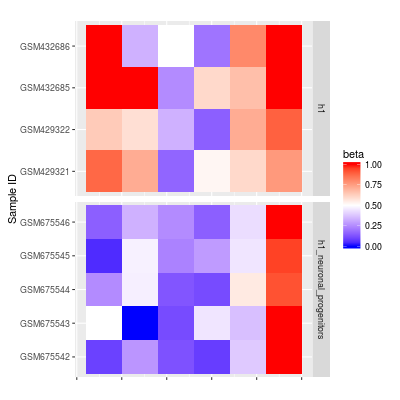 Sample ID
GSM432686
GSM432685
GSM429322
GSM429321
h1
GSM675546
GSM675545
GSM675544
GSM675543
GSM675542
h1_neuronal_progenitors
beta
1.00
0.75
0.50
0.25
0.00